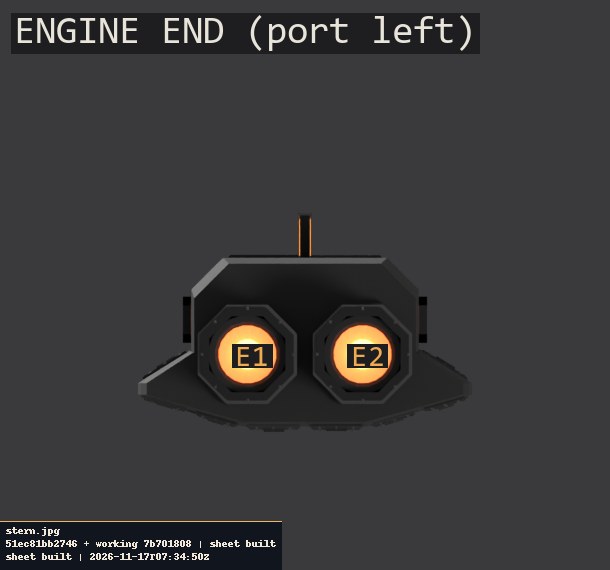 ENGINE END (port left)
E1 E2
stern.jpg
51ec81bb2746 + working 7b701808 | sheet built
sheet built | 2026-11-17T07:34:50Z